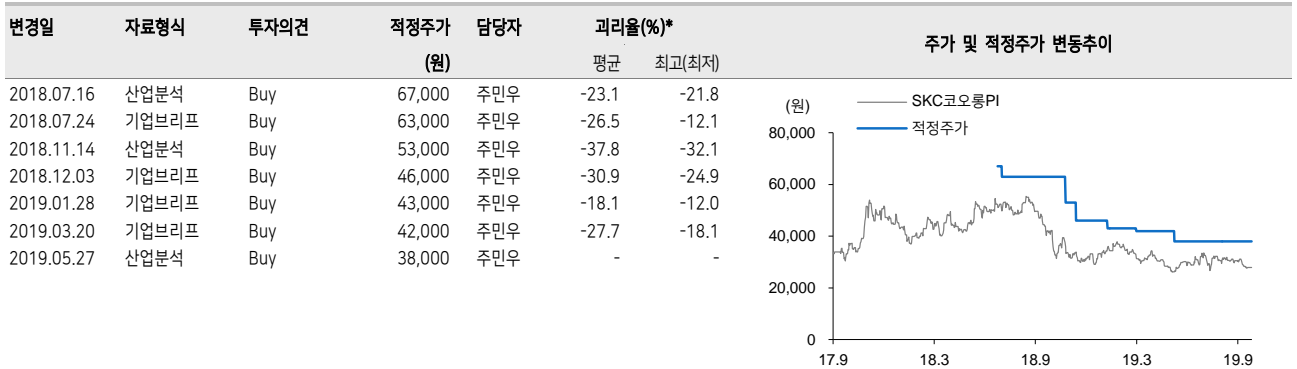 변경일 자료형식 투자의견 적정주가 담당자 괴리율(%)* 주가 및 적정주가 변동추이
(원) 평균 최고(최저)
2018.07.16 산업분석 Buy 67,000 주민우 -23.1 -21.8
2018.07.24 기업브리프 Buy 63,000 주민우 -26.5 -12.1
2018.11.14 산업분석 Buy 53,000 주민우 -37.8 -32.1
2018.12.03 기업브리프 Buy 46,000 주민우 -30.9 -24.9
2019.01.28 기업브리프 Buy 43,000 주민우 -18.1 -12.0
2019.03.20 기업브리프 Buy 42,000 주민우 -27.7 -18.1
2019.05.27 산업분석 Buy 38,000 주민우 - -
(원)
SKC코오롱PI
적정주가
80,000
60,000
40,000
20,000
0
17.9 18.3 18.9 19.3 19.9